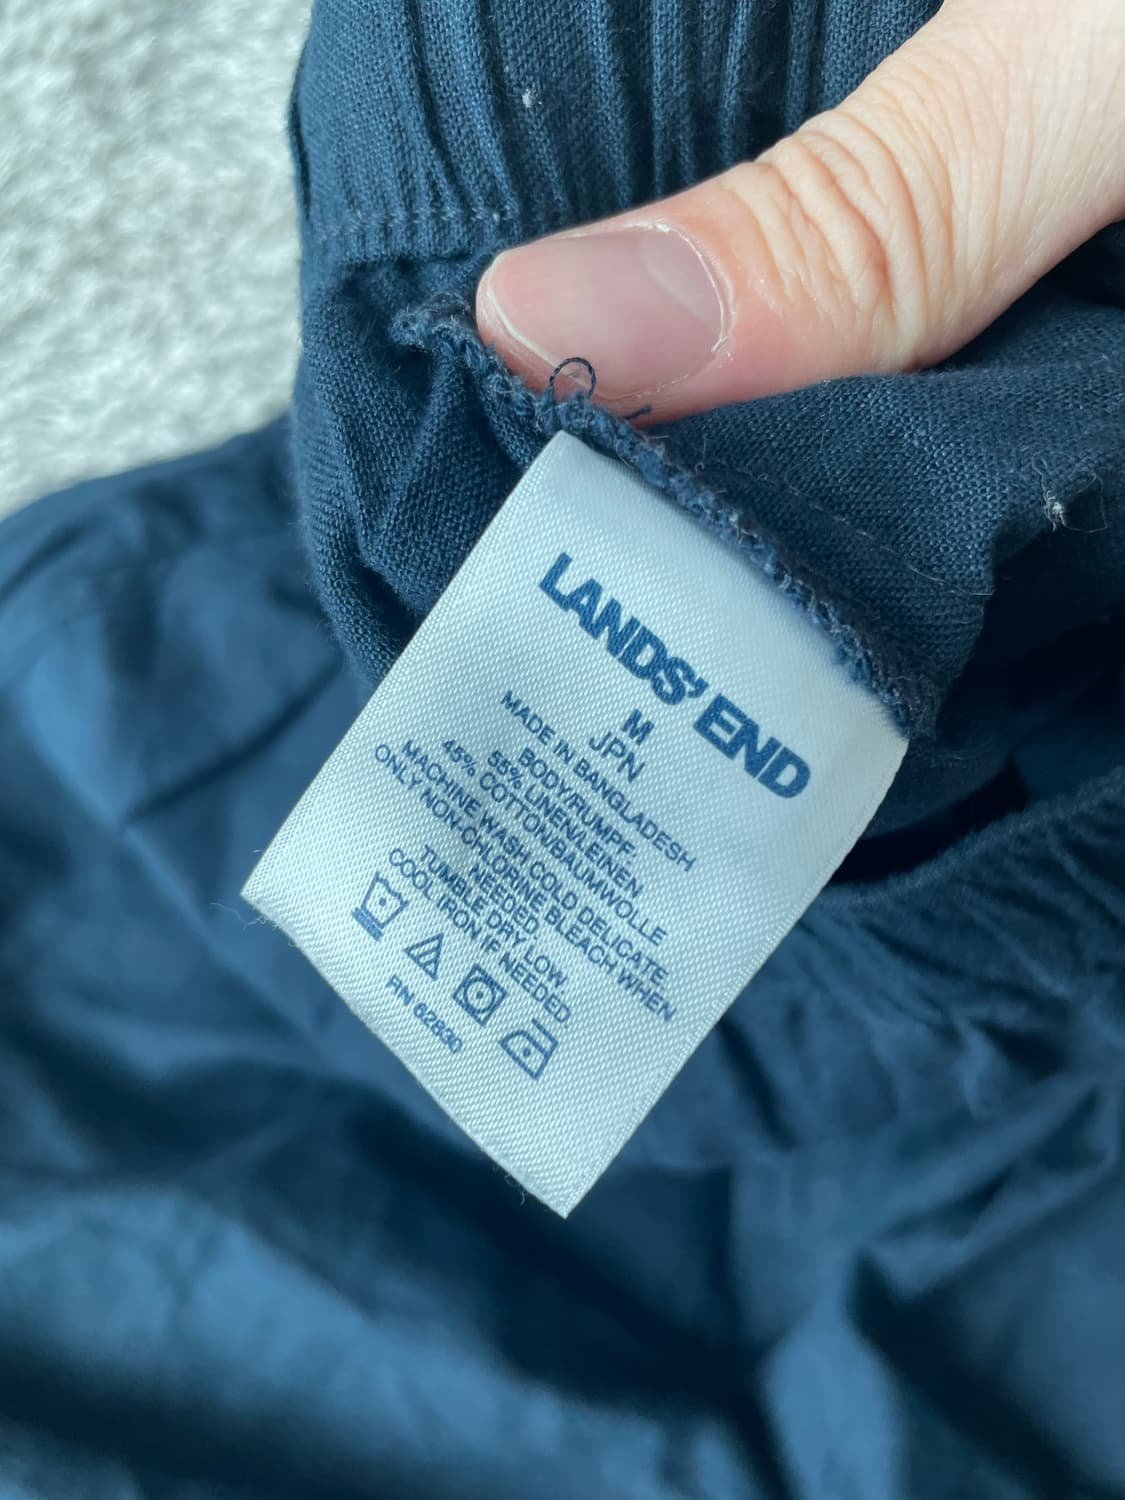 LANDS' END
M
JPN
MADE IN BANGLADESH
BODY/RUMPF.
55% LINEN/LEINEN
45% COTTON/BAUMWOLLE
MACHINE WASH COLD DELICATE.
ONLY NON-CHLORINE BLEACH WHEN
NEEDED
TUMBLE DRY LOW
COOL IRON IF NEEDED
RN 62830